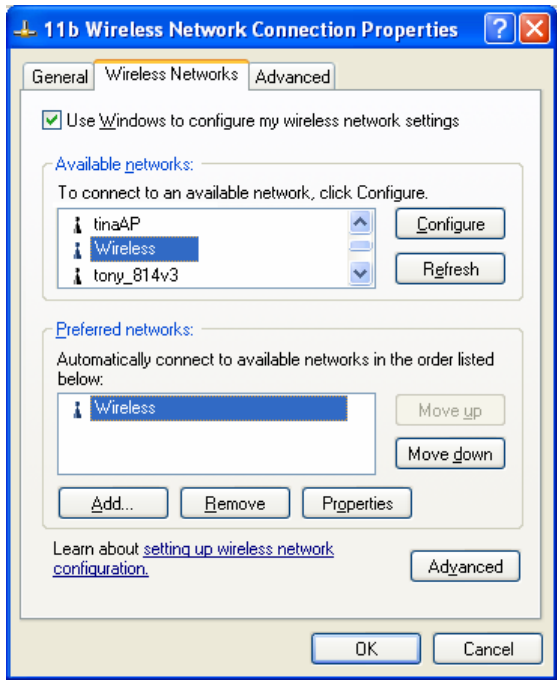 11b Wireless Network Connection Properties
General Wireless Networks Advanced
Use Windows to configure my wireless network settings
Available networks:
To connect to an available network, click Configure.
tinaAP
Wireless
tony_814v3
Configure
Refresh
Preferred networks:
Automatically connect to available networks in the order listed
below:
Wireless
Move up
Move down
Add... Remove Properties
Learn about setting up wireless network
configuration.
Advanced
OK Cancel